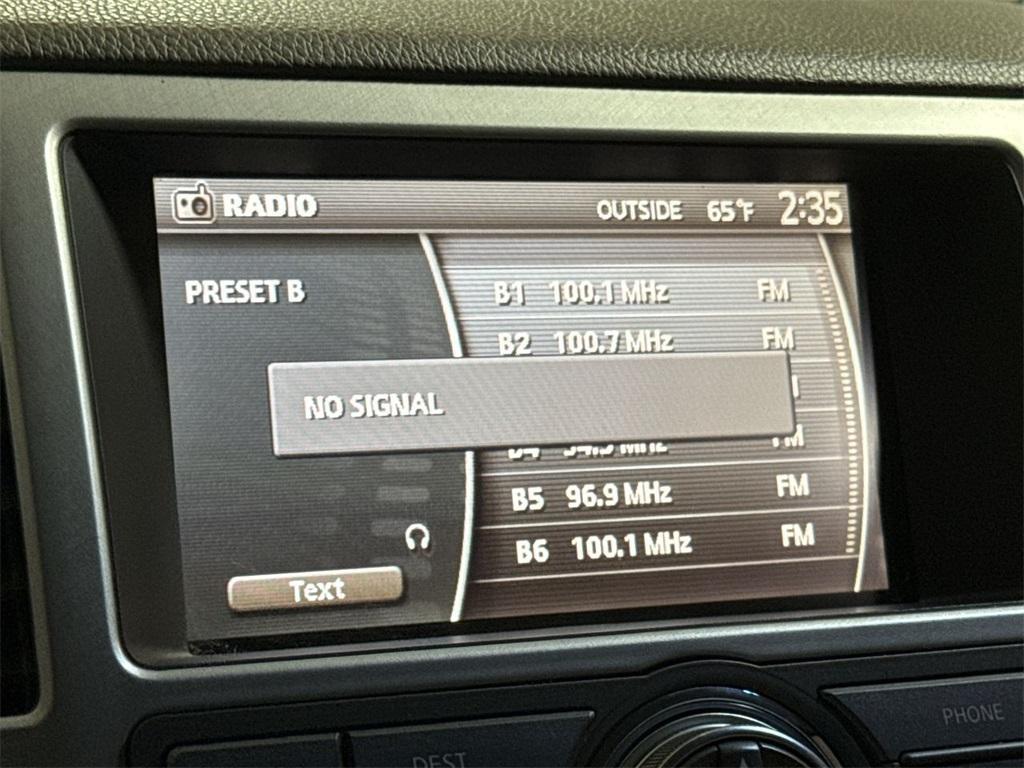 RADIO OUTSIDE 65°F 2:35
PRESET B
B1 100.1 MHz FM
B2 100.7 MHz FM
NO SIGNAL
B5 96.9 MHz FM
B6 100.1 MHz FM
Text
DEST
PHONE